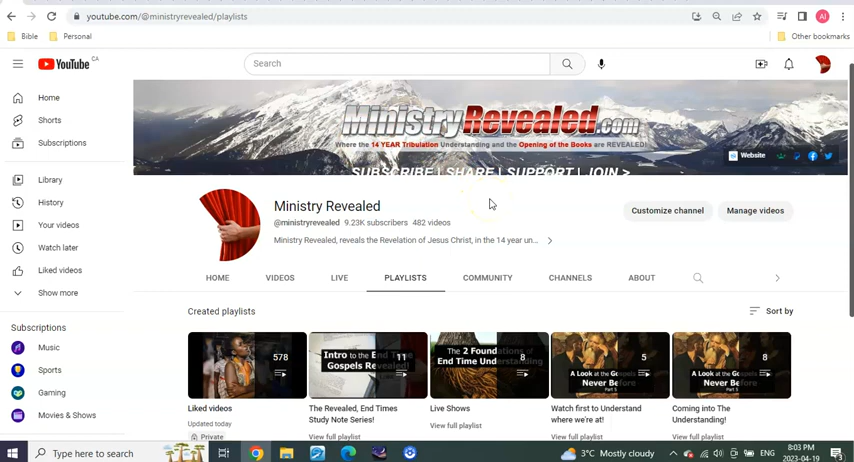 youtube.com/@ministryrevealed/playlists
AI
Bible
Personal
Other bookmarks
YouTube CA
Search
Home
Shorts
Subscriptions
Library
History
Your videos
Watch later
Liked videos
Show more
Subscriptions
Music
Sports
Gaming
Movies & Shows
MinistryRevealed.com
Where the 14 YEAR Tribulation Understanding and the Opening of the Books are REVEALED!
SUBSCRIBE | SHARE | SUPPORT | JOIN >
Website
Ministry Revealed
@ministryrevealed 9.23K subscribers 482 videos
Ministry Revealed, reveals the Revelation of Jesus Christ, in the 14 year un...
Customize channel
Manage videos
HOME VIDEOS LIVE PLAYLISTS COMMUNITY CHANNELS ABOUT
Created playlists
Sort by
578
Liked videos
Updated today
Private
Intro to the End Time
Gospels Revealed!
11
The Revealed, End Times
Study Note Series!
View full playlist
The 2 Foundations of
End Time Understanding
8
Live Shows
View full playlist
A Look at the Gospels
Never Before
Part 5
5
Watch first to Understand
where we're at!
View full playlist
A Look at the Gospels
Never Before
Part 5
8
Coming into The
Understanding!
View full playlist
Type here to search
3°C Mostly cloudy
ENG
8:03 PM
2023-04-19